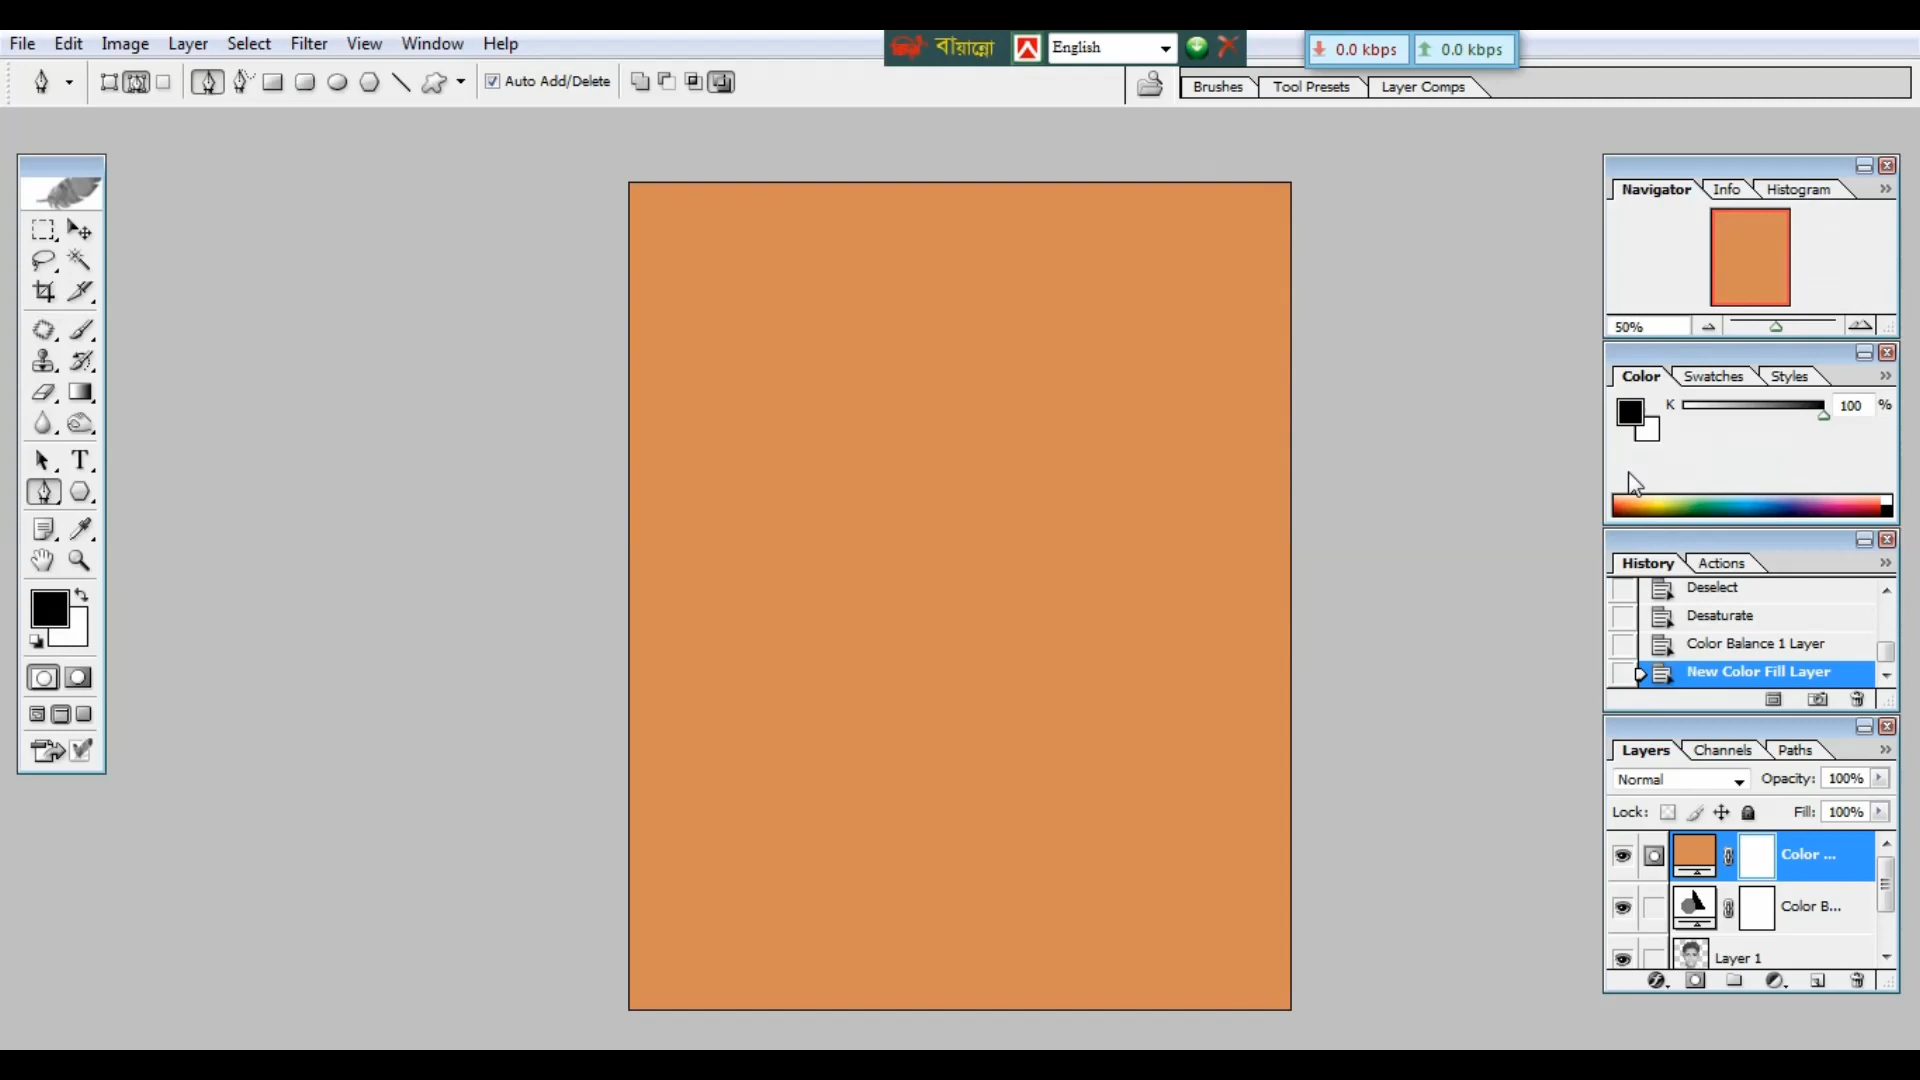 File Edit Image Layer Select Filter View Window Help
বায়ান্নো English 0.0 kbps 0.0 kbps
Auto Add/Delete Brushes Tool Presets Layer Comps
Navigator Info Histogram
50%
Color Swatches Styles
K 100 %
History Actions
Deselect
Desaturate
Color Balance 1 Layer
New Color Fill Layer
Layers Channels Paths
Normal Opacity: 100%
Lock: Fill: 100%
Color ...
Color B...
Layer 1
T